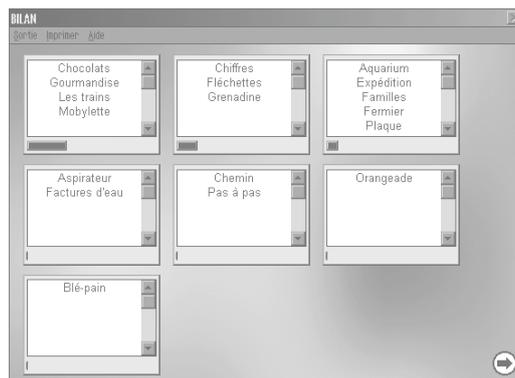 BILAN
Sortie Imprimer Aide
Chocolats
Gourmandise
Les trains
Mobylette
Chiffres
Fléchettes
Grenadine
Aquarium
Expédition
Familles
Fermier
Plaque
Aspirateur
Factures d'eau
Chemin
Pas à pas
Orangeade
Blé-pain